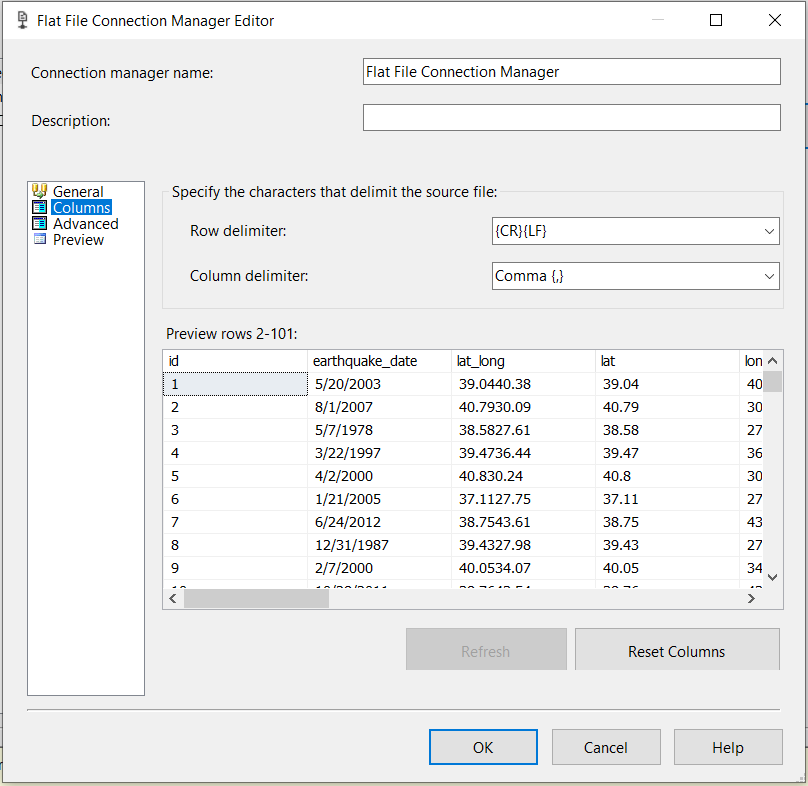 Flat File Connection Manager Editor
Connection manager name: Flat File Connection Manager
Description:
General
Columns
Advanced
Preview
Specify the characters that delimit the source file:
Row delimiter: {CR}{LF}
Column delimiter: Comma {,}
Preview rows 2-101:
id earthquake_date lat_long lat lon
1 5/20/2003 39.0440.38 39.04 40
2 8/1/2007 40.7930.09 40.79 30
3 5/7/1978 38.5827.61 38.58 27
4 3/22/1997 39.4736.44 39.47 36
5 4/2/2000 40.830.24 40.8 30
6 1/21/2005 37.1127.75 37.11 27
7 6/24/2012 38.7543.61 38.75 43
8 12/31/1987 39.4327.98 39.43 27
9 2/7/2000 40.0534.07 40.05 34
Refresh Reset Columns
OK Cancel Help